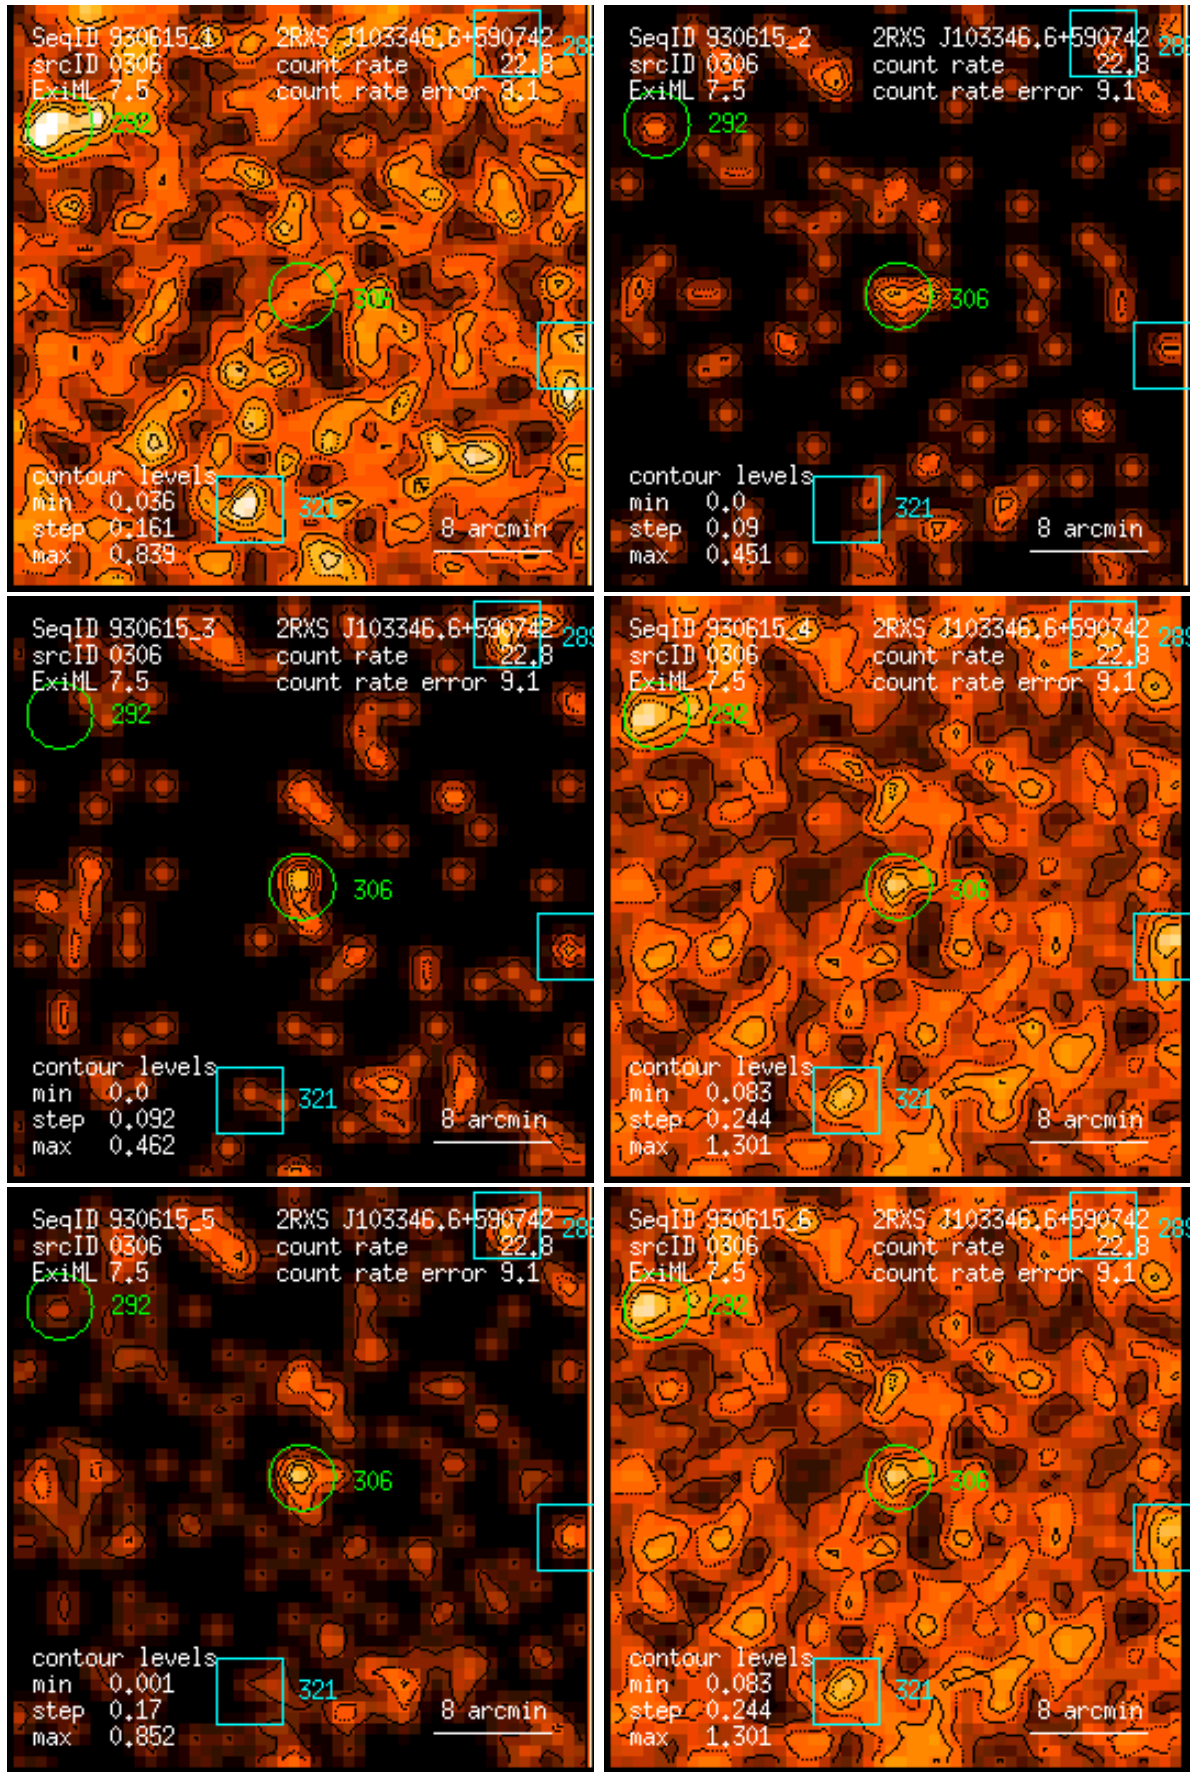 SeqID 930615_1 2RXS J103346.6+590742
srcID 0306 count rate 22.8
ExiML 7.5 count rate error 9.1
292
306
contour levels
min 0.036
step 0.161
max 0.839
321
8 arcmin
SeqID 930615_2 2RXS J103346.6+590742
srcID 0306 count rate 22.8
ExiML 7.5 count rate error 9.1
292
306
contour levels
min 0.0
step 0.09
max 0.451
321
8 arcmin
SeqID 930615_3 2RXS J103346.6+590742
srcID 0306 count rate 22.8
ExiML 7.5 count rate error 9.1
292
306
contour levels
min 0.0
step 0.092
max 0.462
321
8 arcmin
SeqID 930615_4 2RXS J103346.6+590742
srcID 0306 count rate 22.8
ExiML 7.5 count rate error 9.1
292
306
contour levels
min 0.083
step 0.244
max 1.301
321
8 arcmin
SeqID 930615_5 2RXS J103346.6+590742
srcID 0306 count rate 22.8
ExiML 7.5 count rate error 9.1
292
306
contour levels
min 0.001
step 0.17
max 0.852
321
8 arcmin
SeqID 930615_6 2RXS J103346.6+590742
srcID 0306 count rate 22.8
ExiML 7.5 count rate error 9.1
292
306
contour levels
min 0.083
step 0.244
max 1.301
321
8 arcmin